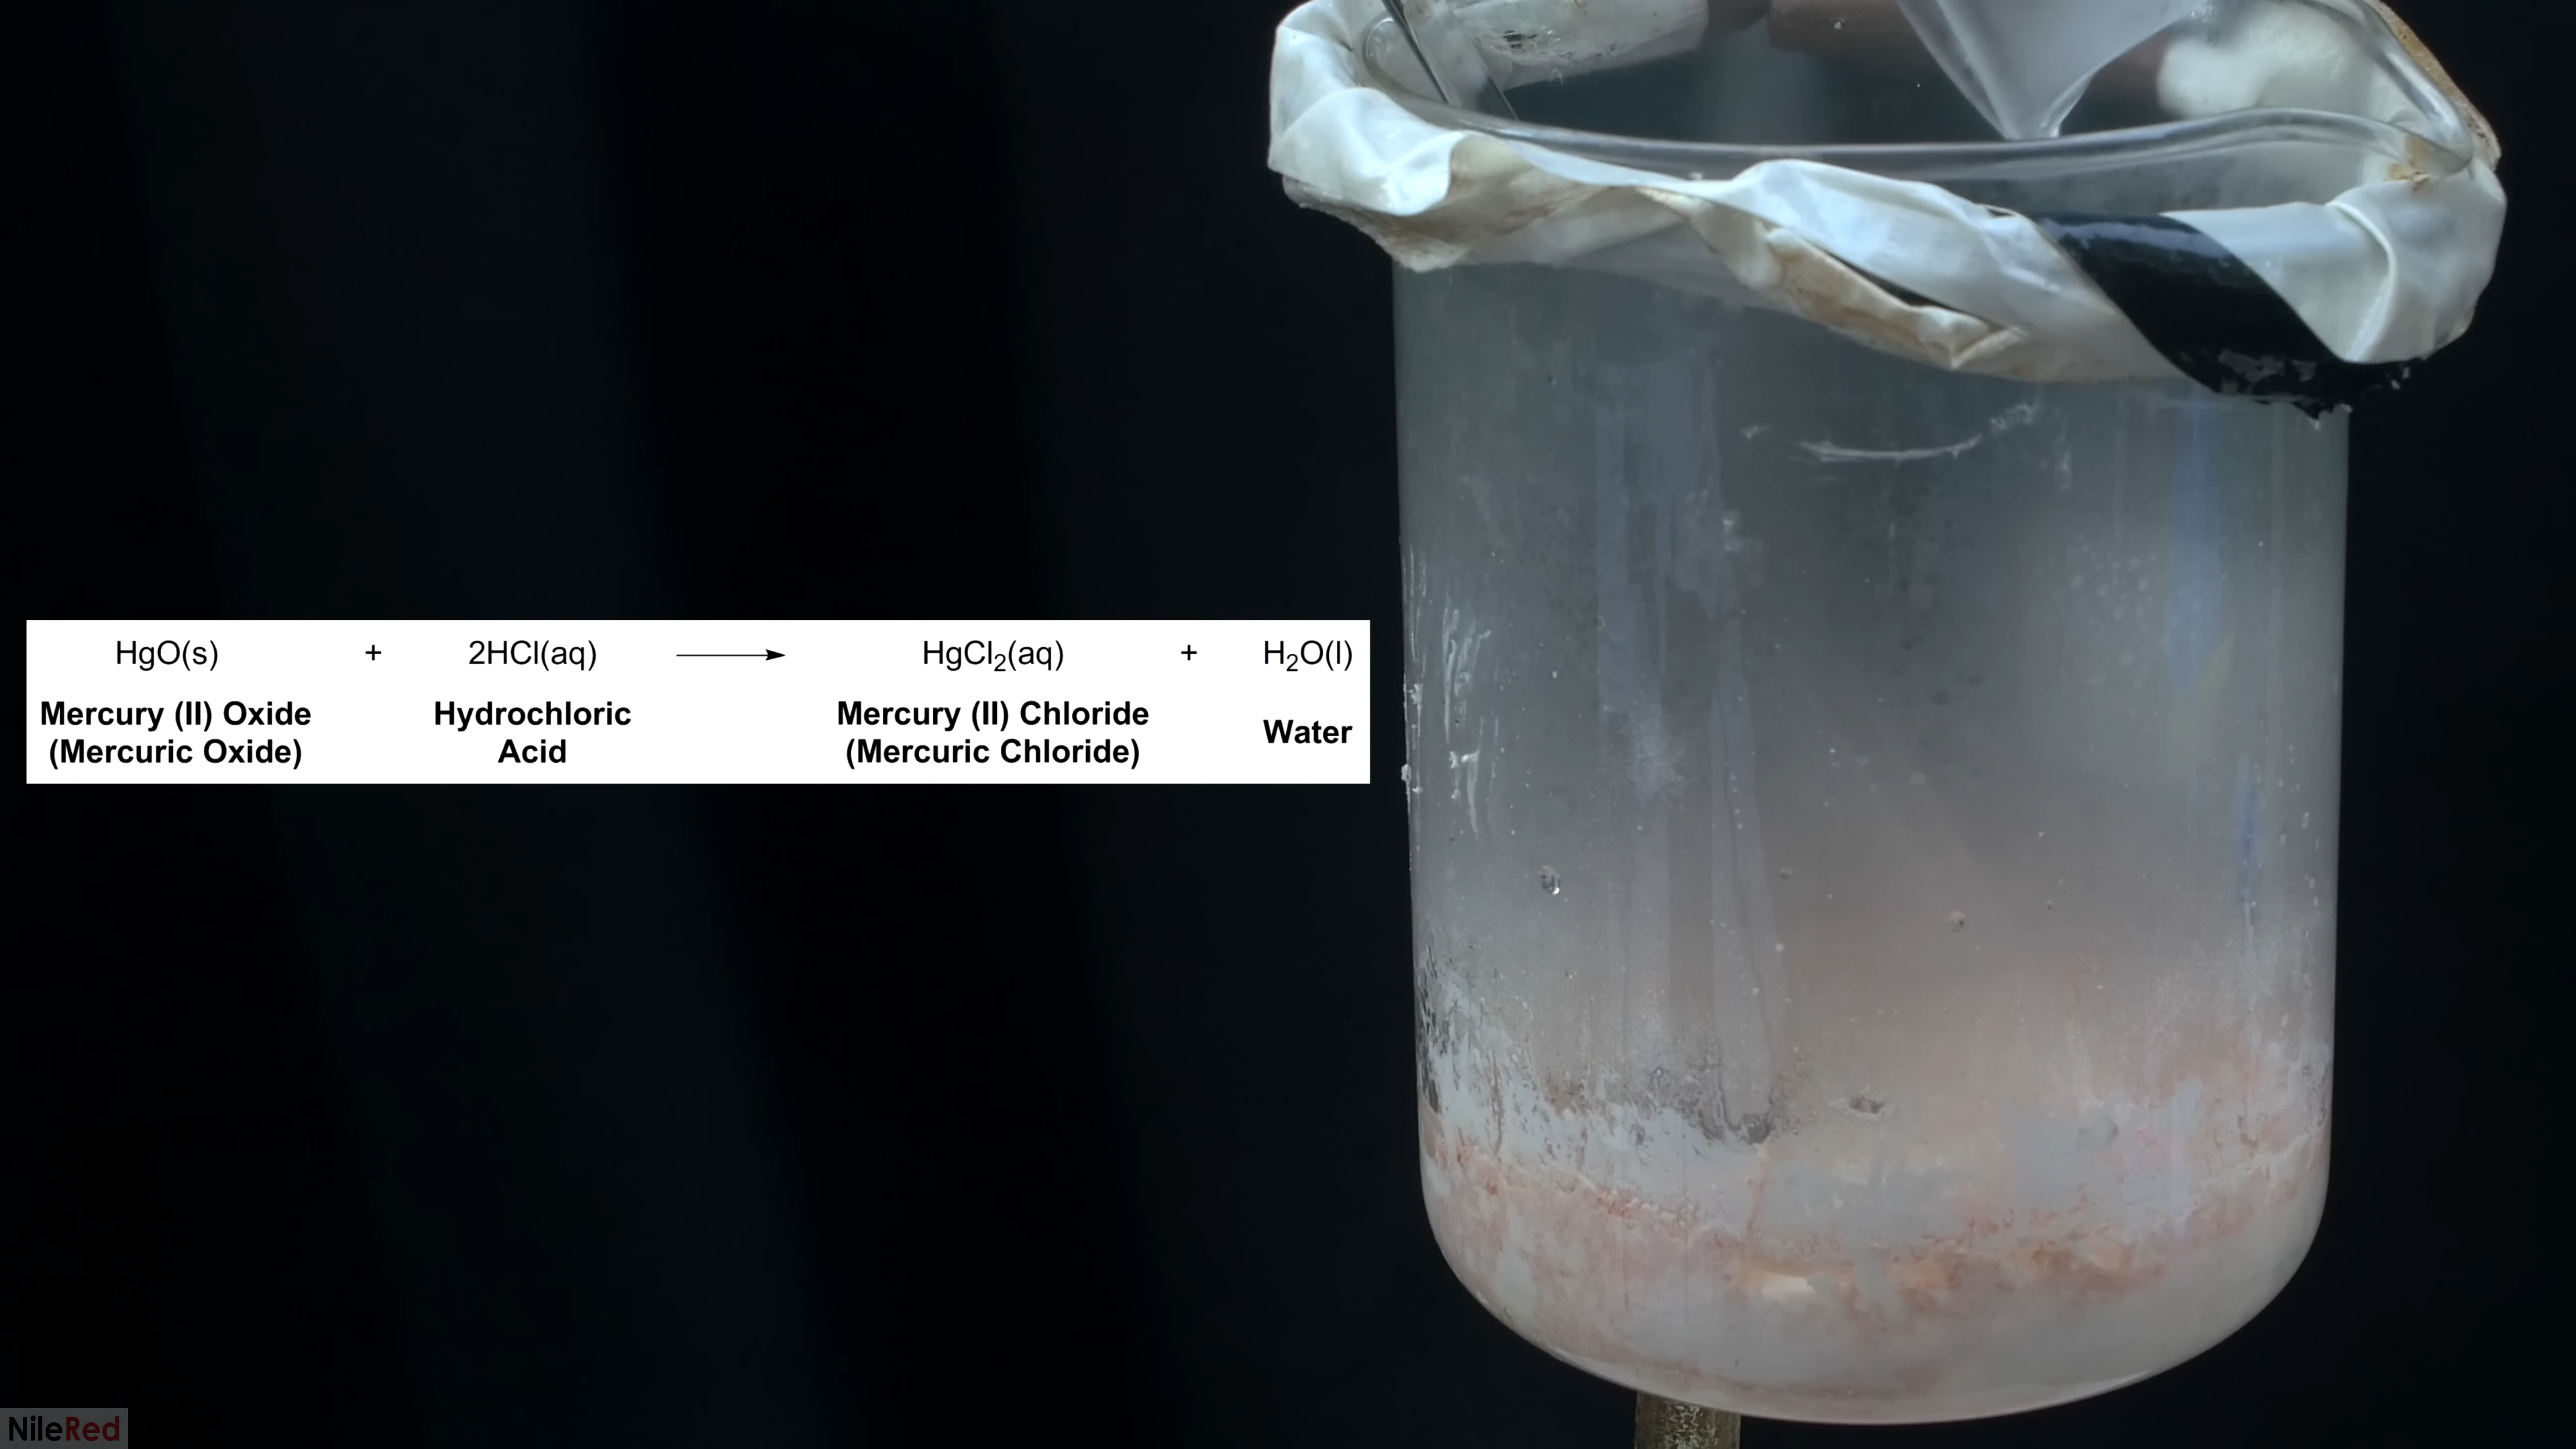 HgO(s) + 2HCl(aq) ⟶ HgCl₂(aq) + H₂O(l)
Mercury (II) Oxide Hydrochloric Mercury (II) Chloride Water
(Mercuric Oxide) Acid (Mercuric Chloride)
NileRed